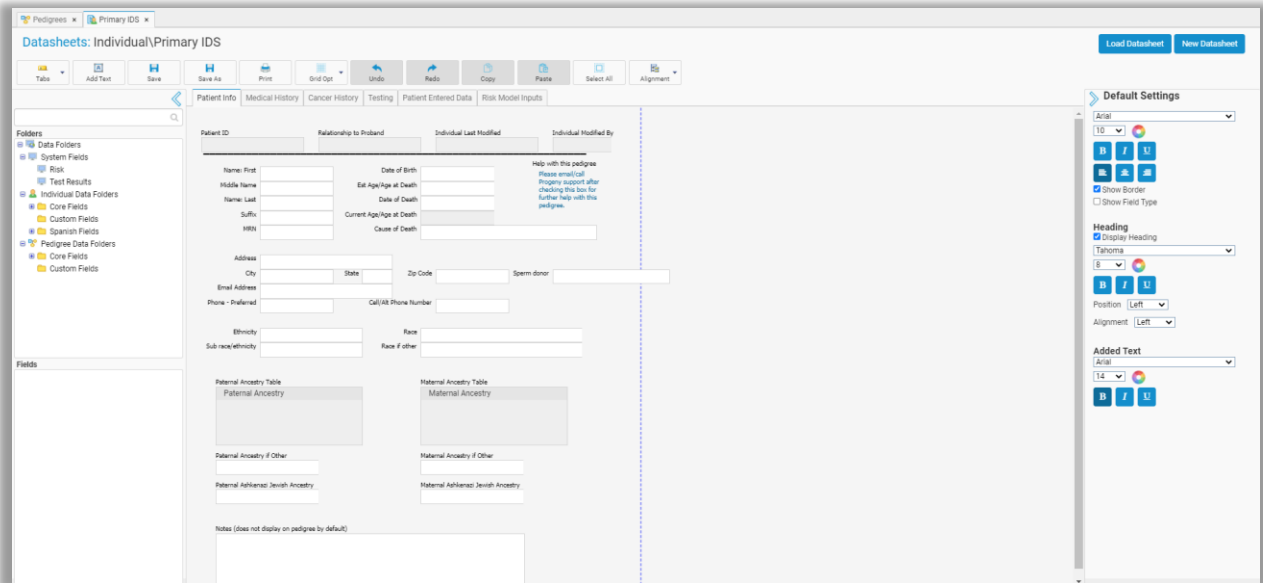 Pedigrees × Primary IDS ×
Datasheets: Individual\Primary IDS
Load Datasheet New Datasheet
Tabs Add Text Save Save As Print Grid Opt Undo Redo Copy Paste Select All Alignment
Patient Info Medical History Cancer History Testing Patient Entered Data Risk Model Inputs
Folders
Data Folders
System Fields
Risk
Test Results
Individual Data Folders
Core Fields
Custom Fields
Spanish Fields
Pedigree Data Folders
Core Fields
Custom Fields
Fields
Patient ID Relationship to Proband Individual Last Modified Individual Modified By
Name: First Date of Birth
Middle Name Est Age/Age at Death
Name: Last Date of Death
Suffix Current Age/Age at Death
MRN Cause of Death
Help with this pedigree
Please email/call
Progeny support after
checking this box for
further help with this
pedigree.
Address
City State Zip Code Sperm donor
Email Address
Phone - Preferred Cell/Alt Phone Number
Ethnicity Race
Sub race/ethnicity Race if other
Paternal Ancestry Table Maternal Ancestry Table
Paternal Ancestry Maternal Ancestry
Paternal Ancestry if Other Maternal Ancestry if Other
Paternal Ashkenazi Jewish Ancestry Maternal Ashkenazi Jewish Ancestry
Notes (does not display on pedigree by default)
Default Settings
Arial
10
B I U
Show Border
Show Field Type
Heading
Display Heading
Tahoma
8
B I U
Position Left
Alignment Left
Added Text
Arial
14
B I U